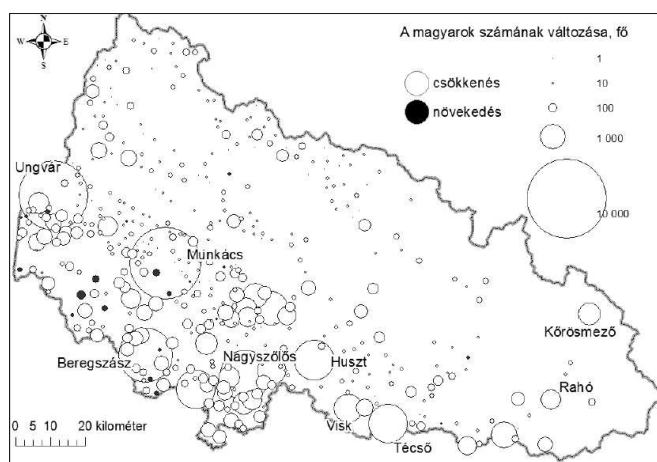 N
W E
S
A magyarok számának változása, fő
csökkenés
növekedés
1
10
100
1 000
10 000
Ungvár
Munkács
Beregszász
Nagyszőlős
Huszt
Visk
Técső
Kőrösmező
Rahó
0 5 10 20 kilométer